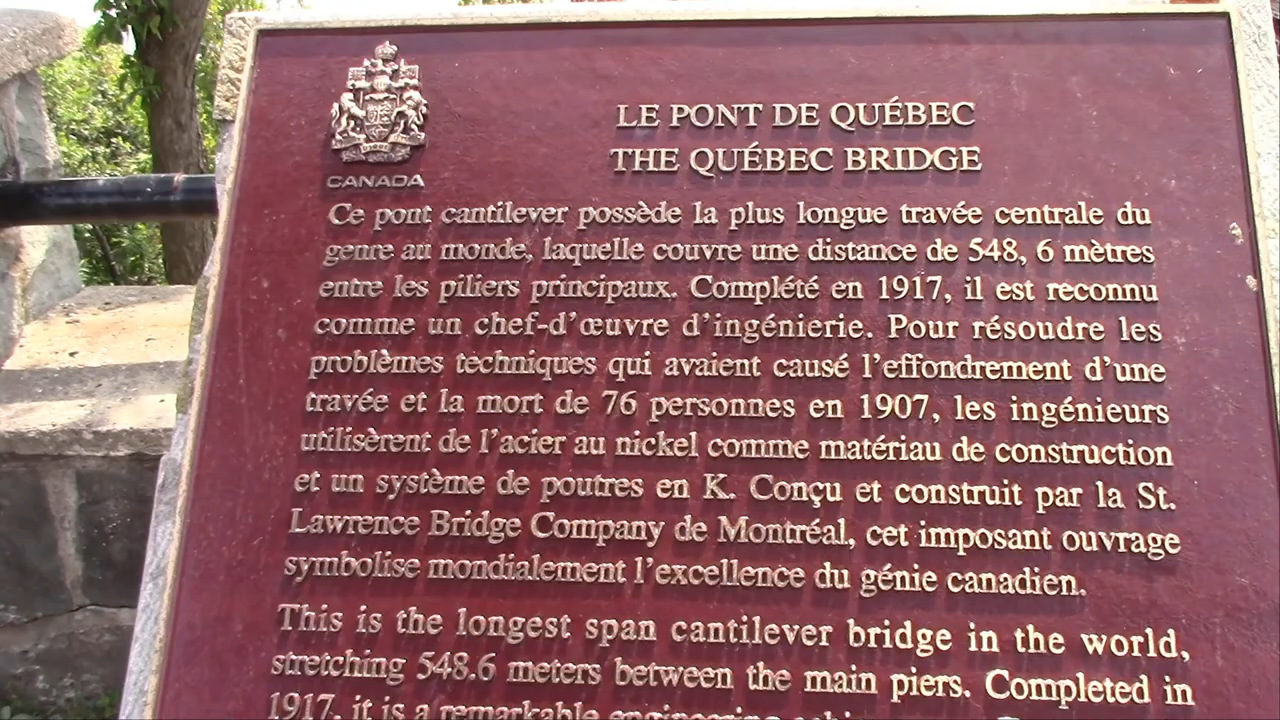 CANADA
LE PONT DE QUÉBEC
THE QUÉBEC BRIDGE
Ce pont cantilever possède la plus longue travée centrale du
genre au monde, laquelle couvre une distance de 548, 6 mètres
entre les piliers principaux. Complété en 1917, il est reconnu
comme un chef-d'œuvre d'ingénierie. Pour résoudre les
problèmes techniques qui avaient causé l'effondrement d'une
travée et la mort de 76 personnes en 1907, les ingénieurs
utilisèrent de l'acier au nickel comme matériau de construction
et un système de poutres en K. Conçu et construit par la St.
Lawrence Bridge Company de Montréal, cet imposant ouvrage
symbolise mondialement l'excellence du génie canadien.
This is the longest span cantilever bridge in the world,
stretching 548.6 meters between the main piers. Completed in
1917, it is a remarkable engineering